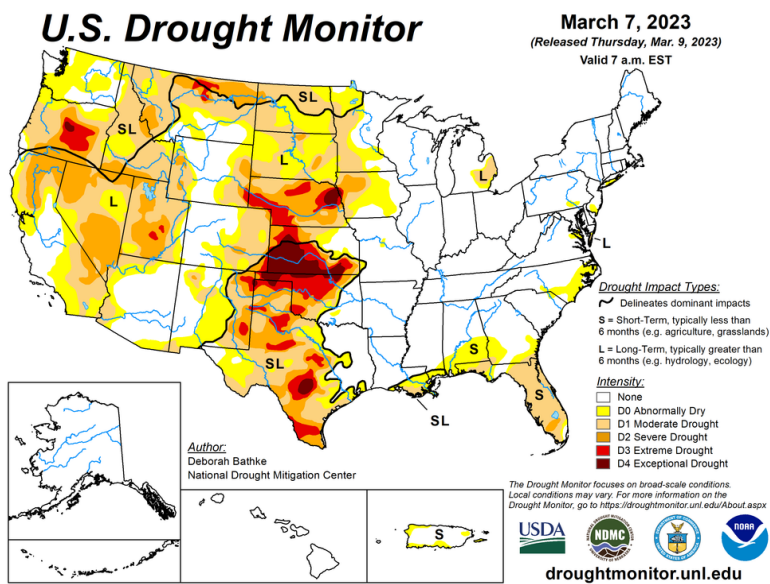 U.S. Drought Monitor
March 7, 2023
(Released Thursday, Mar. 9, 2023)
Valid 7 a.m. EST
SL
SL
L
L
L
L
SL
S
S
SL
Drought Impact Types:
Delineates dominant impacts
S = Short-Term, typically less than
6 months (e.g. agriculture, grasslands)
L = Long-Term, typically greater than
6 months (e.g. hydrology, ecology)
Intensity:
None
D0 Abnormally Dry
D1 Moderate Drought
D2 Severe Drought
D3 Extreme Drought
D4 Exceptional Drought
Author:
Deborah Bathke
National Drought Mitigation Center
S
The Drought Monitor focuses on broad-scale conditions.
Local conditions may vary. For more information on the
Drought Monitor, go to https://droughtmonitor.unl.edu/About.aspx
USDA
NDMC
NOAA
droughtmonitor.unl.edu